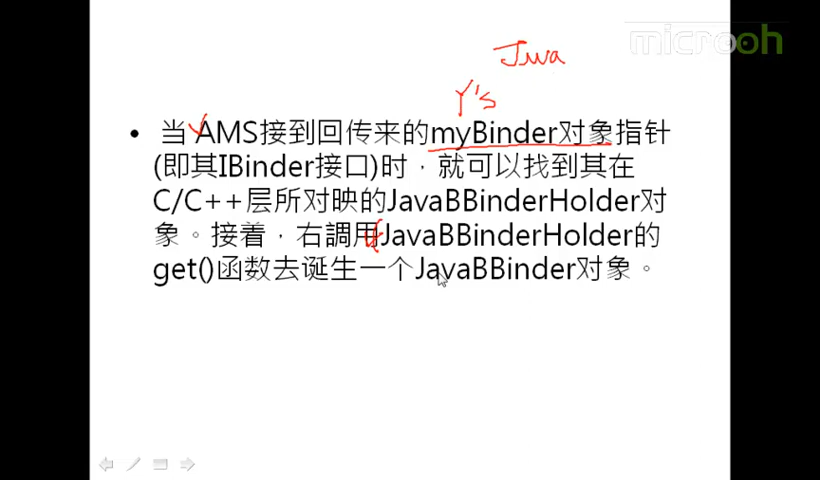 microoh
Java
Y's
• 当AMS接到回传来的myBinder对象指针
(即其IBinder接口)时，就可以找到其在
C/C++层所对映的JavaBBinderHolder对
象。接着，右調用JavaBBinderHolder的
get()函数去诞生一个JavaBBinder对象。